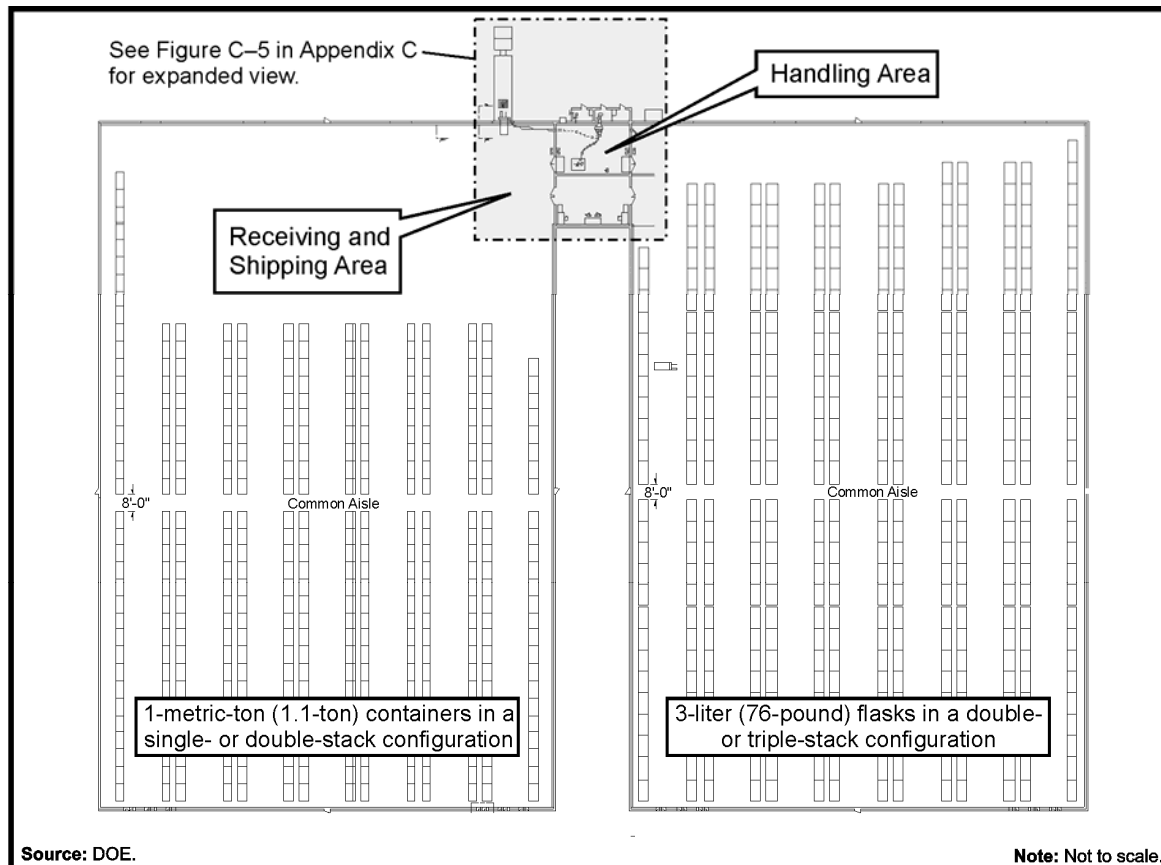 See Figure C–5 in Appendix C
for expanded view.
Handling Area
Receiving and
Shipping Area
8'-0"
Common Aisle
8'-0"
Common Aisle
1-metric-ton (1.1-ton) containers in a
single- or double-stack configuration
3-liter (76-pound) flasks in a double-
or triple-stack configuration
Source: DOE.
Note: Not to scale.